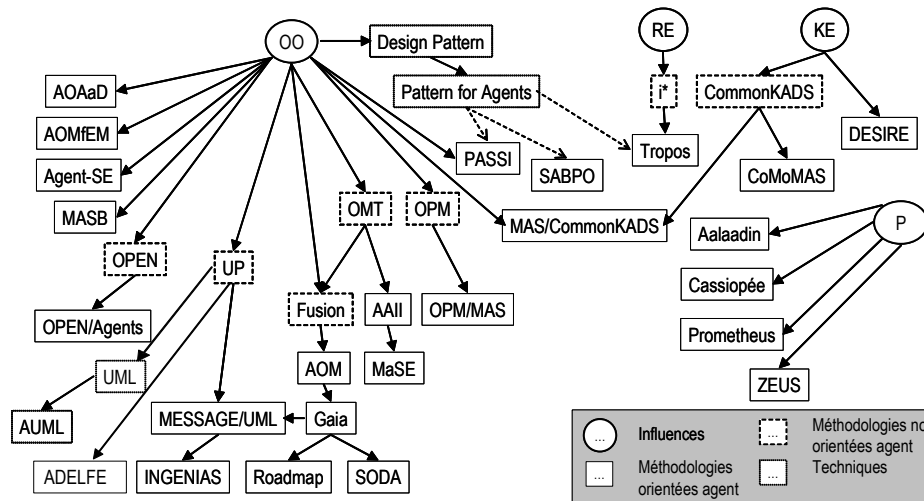 OO
Design Pattern
RE
KE
AOAaD
Pattern for Agents
i*
CommonKADS
AOMfEM
DESIRE
PASSI
Tropos
Agent-SE
SABPO
CoMoMAS
MASB
OMT
OPM
MAS/CommonKADS
P
Aalaadin
OPEN
UP
Cassiopée
Fusion
AAII
OPM/MAS
OPEN/Agents
Prometheus
UML
AOM
MaSE
ZEUS
AUML
MESSAGE/UML
Gaia
ADELFE
INGENIAS
Roadmap
SODA
... Influences
... Méthodologies
orientées agent
... Méthodologies no
orientées agent
... Techniques